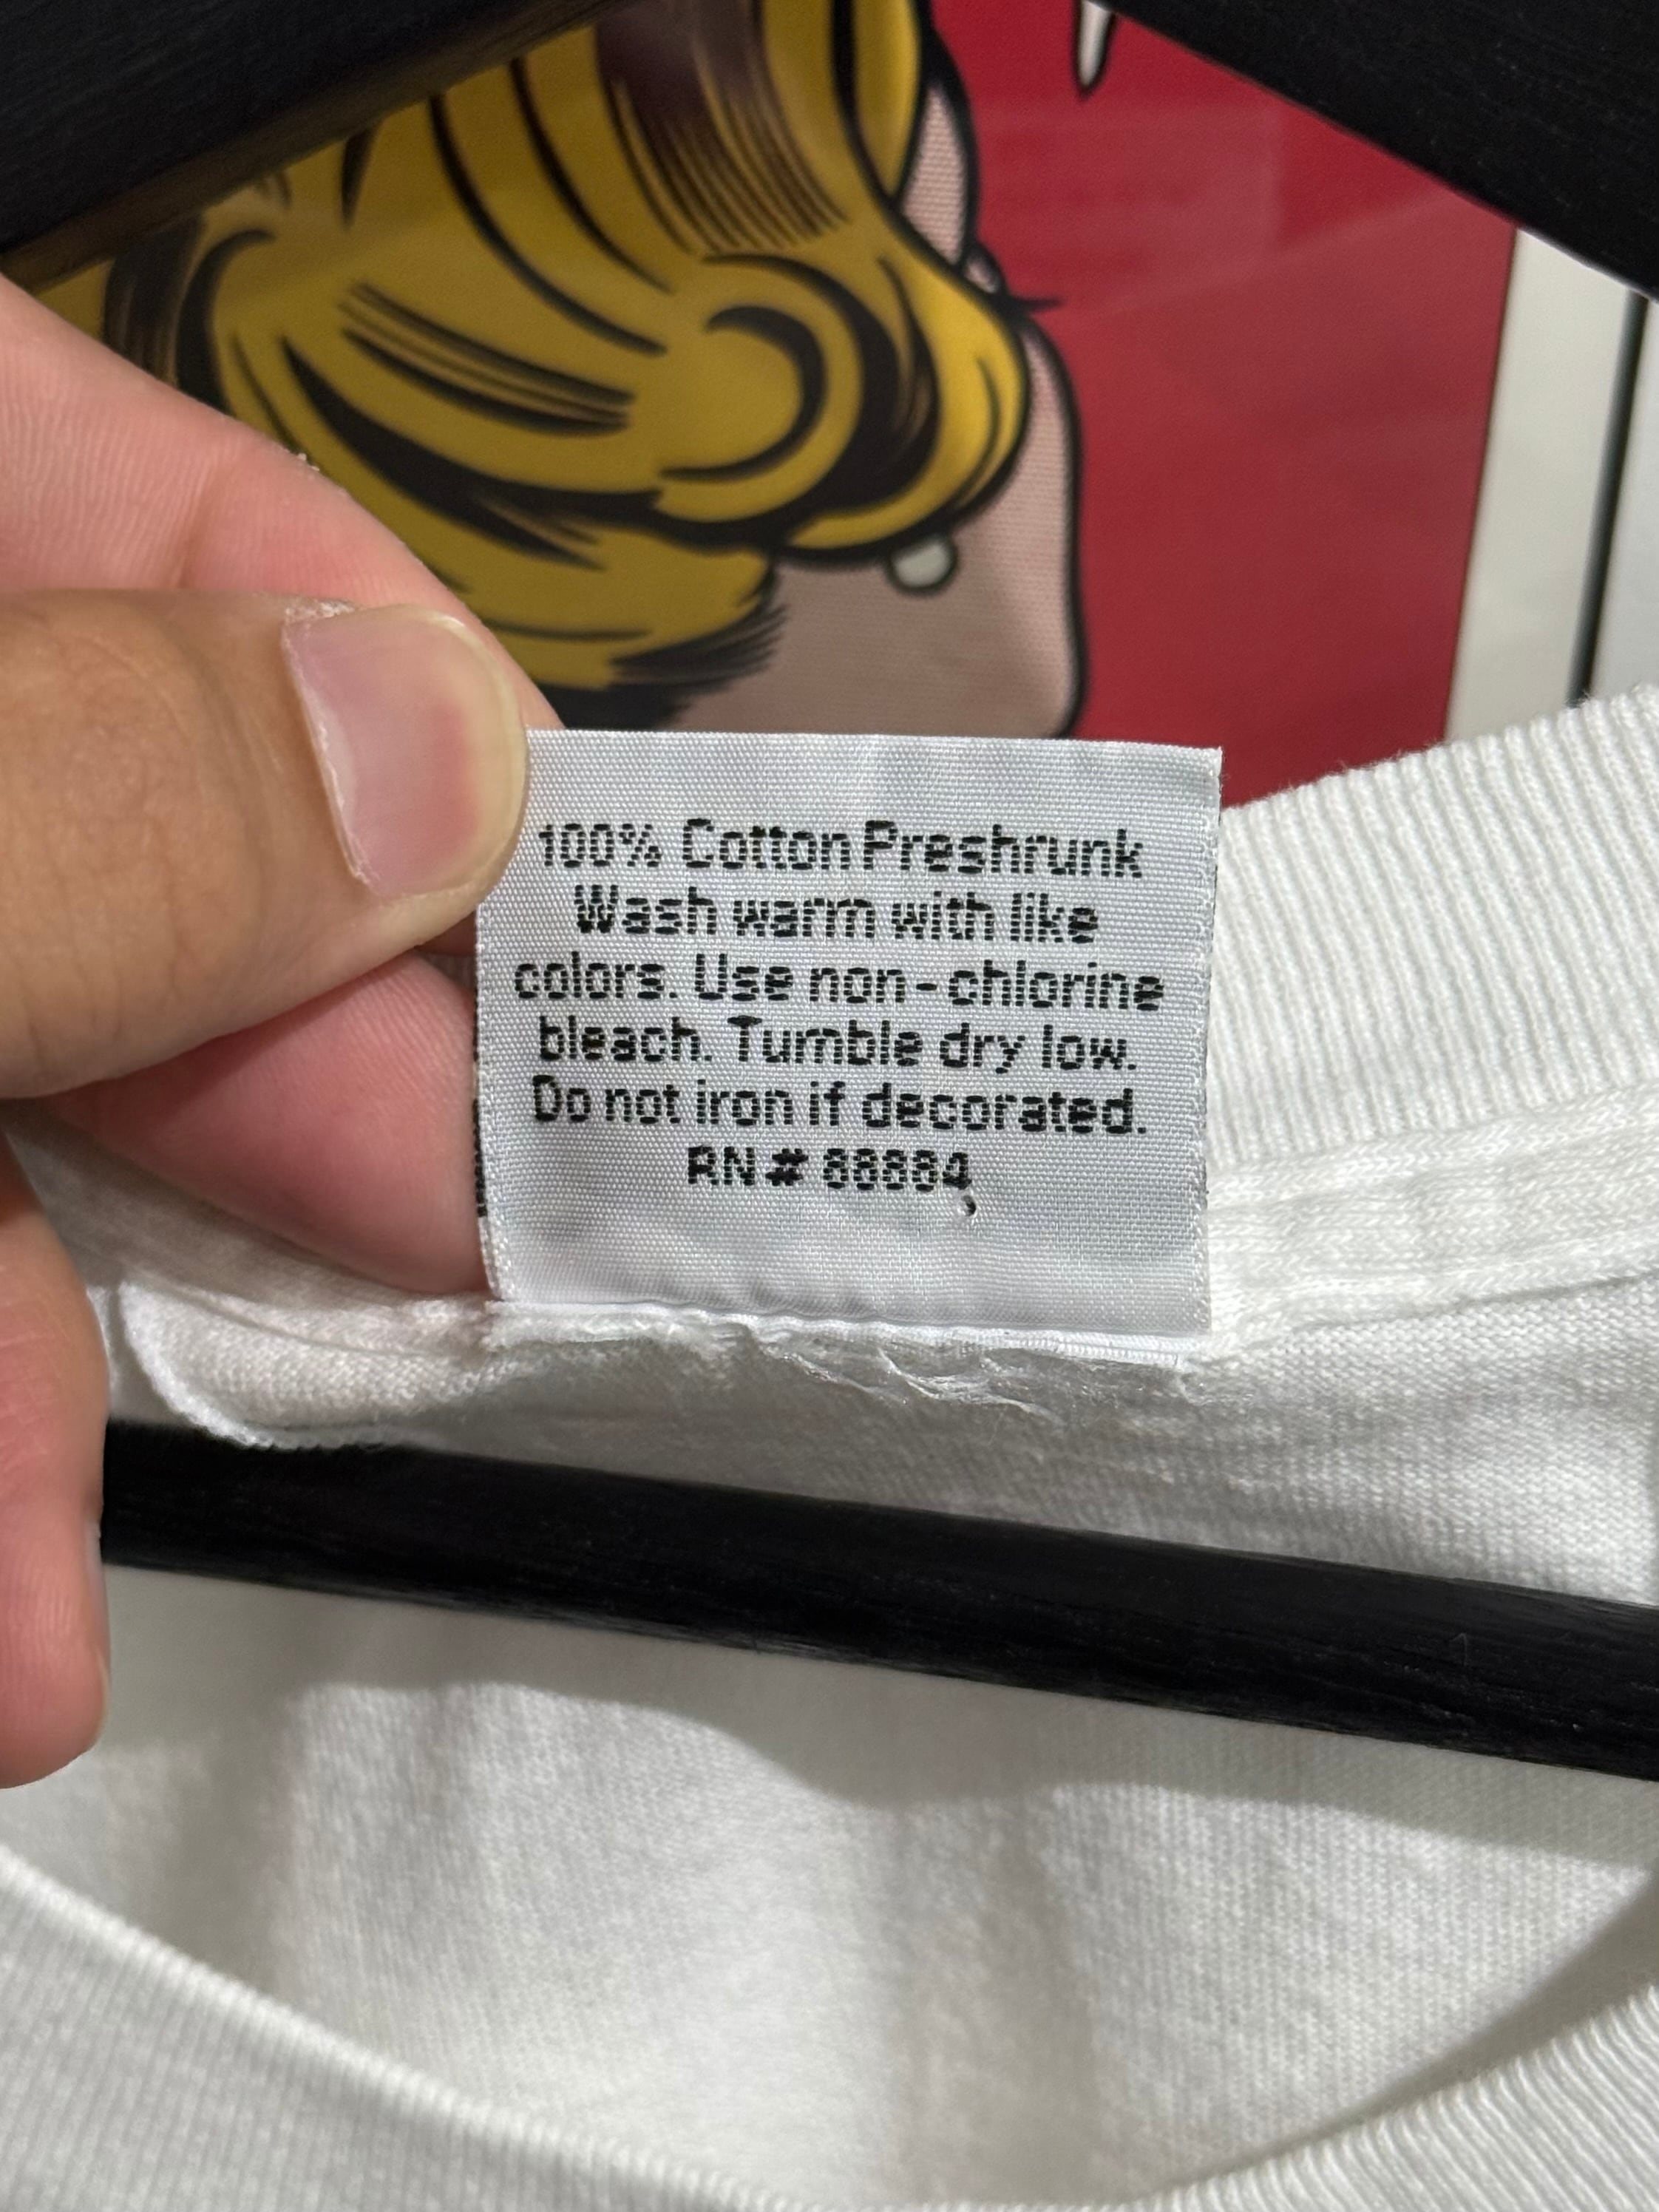 100% Cotton Preshrunk
Wash warm with like
colors. Use non-chlorine
bleach. Tumble dry low.
Do not iron if decorated.
RN# 88884